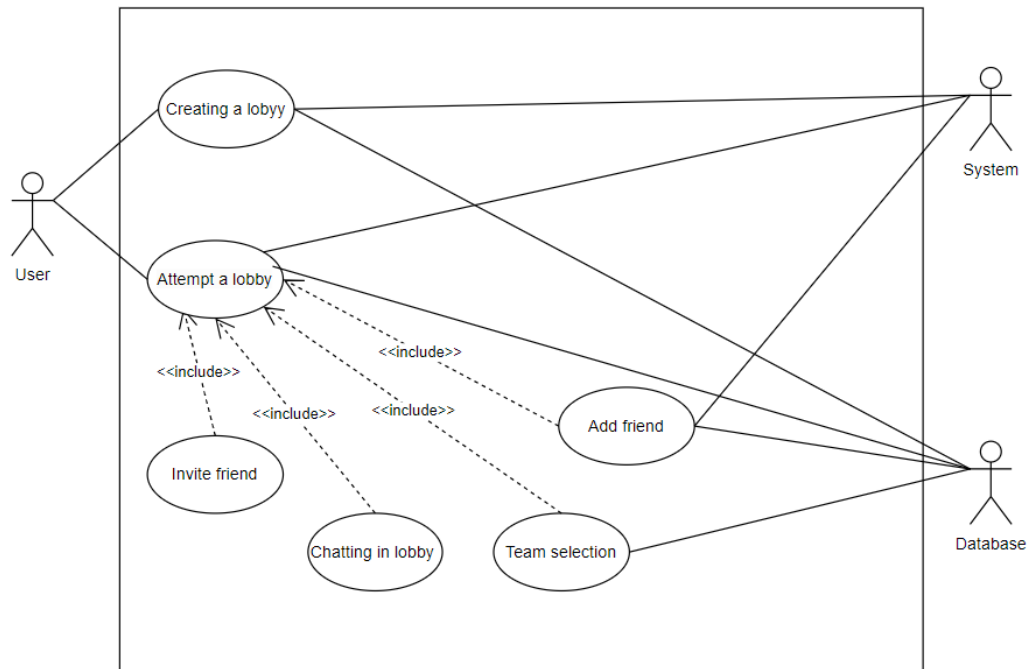 Creating a lobyy
System
User
Attempt a lobby
<<include>>
<<include>>
<<include>>
<<include>>
Add friend
Invite friend
Chatting in lobby
Team selection
Database